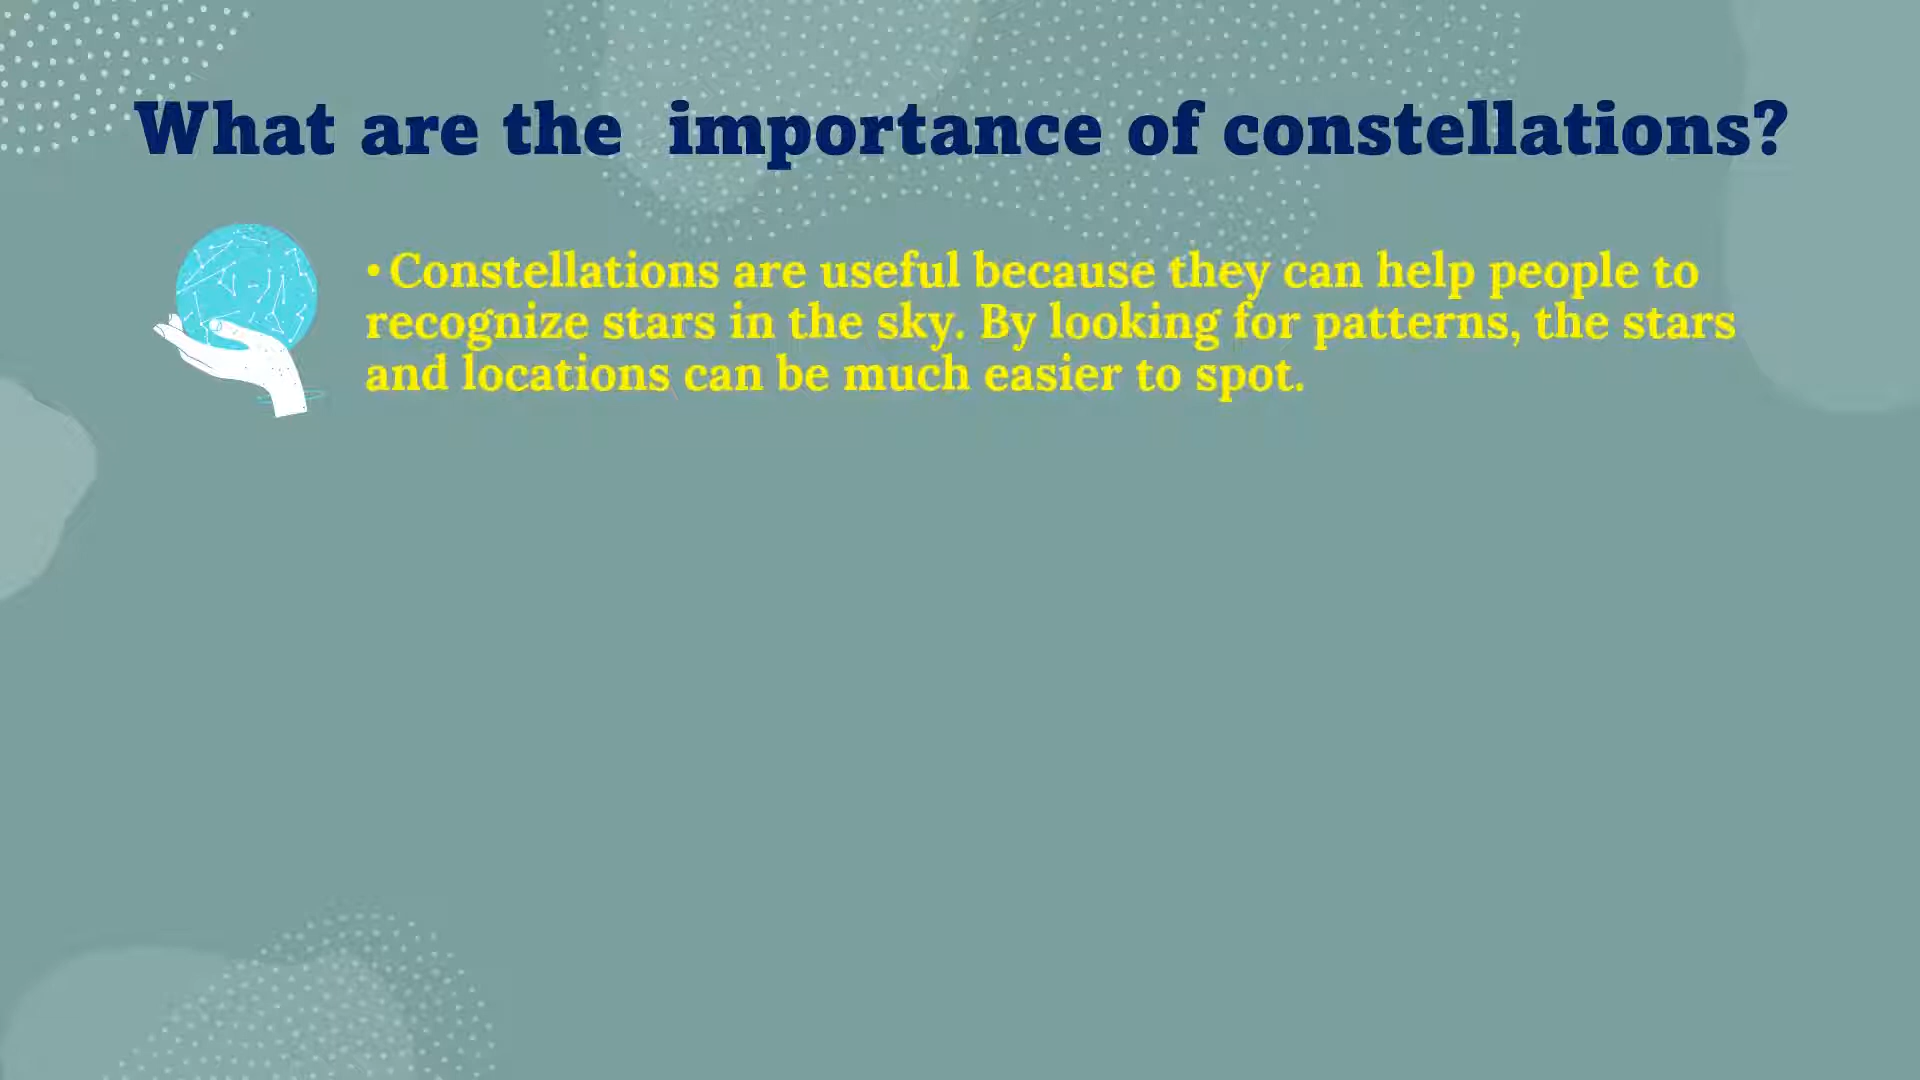 What are the  importance of constellations?
• Constellations are useful because they can help people to
recognize stars in the sky. By looking for patterns, the stars
and locations can be much easier to spot.